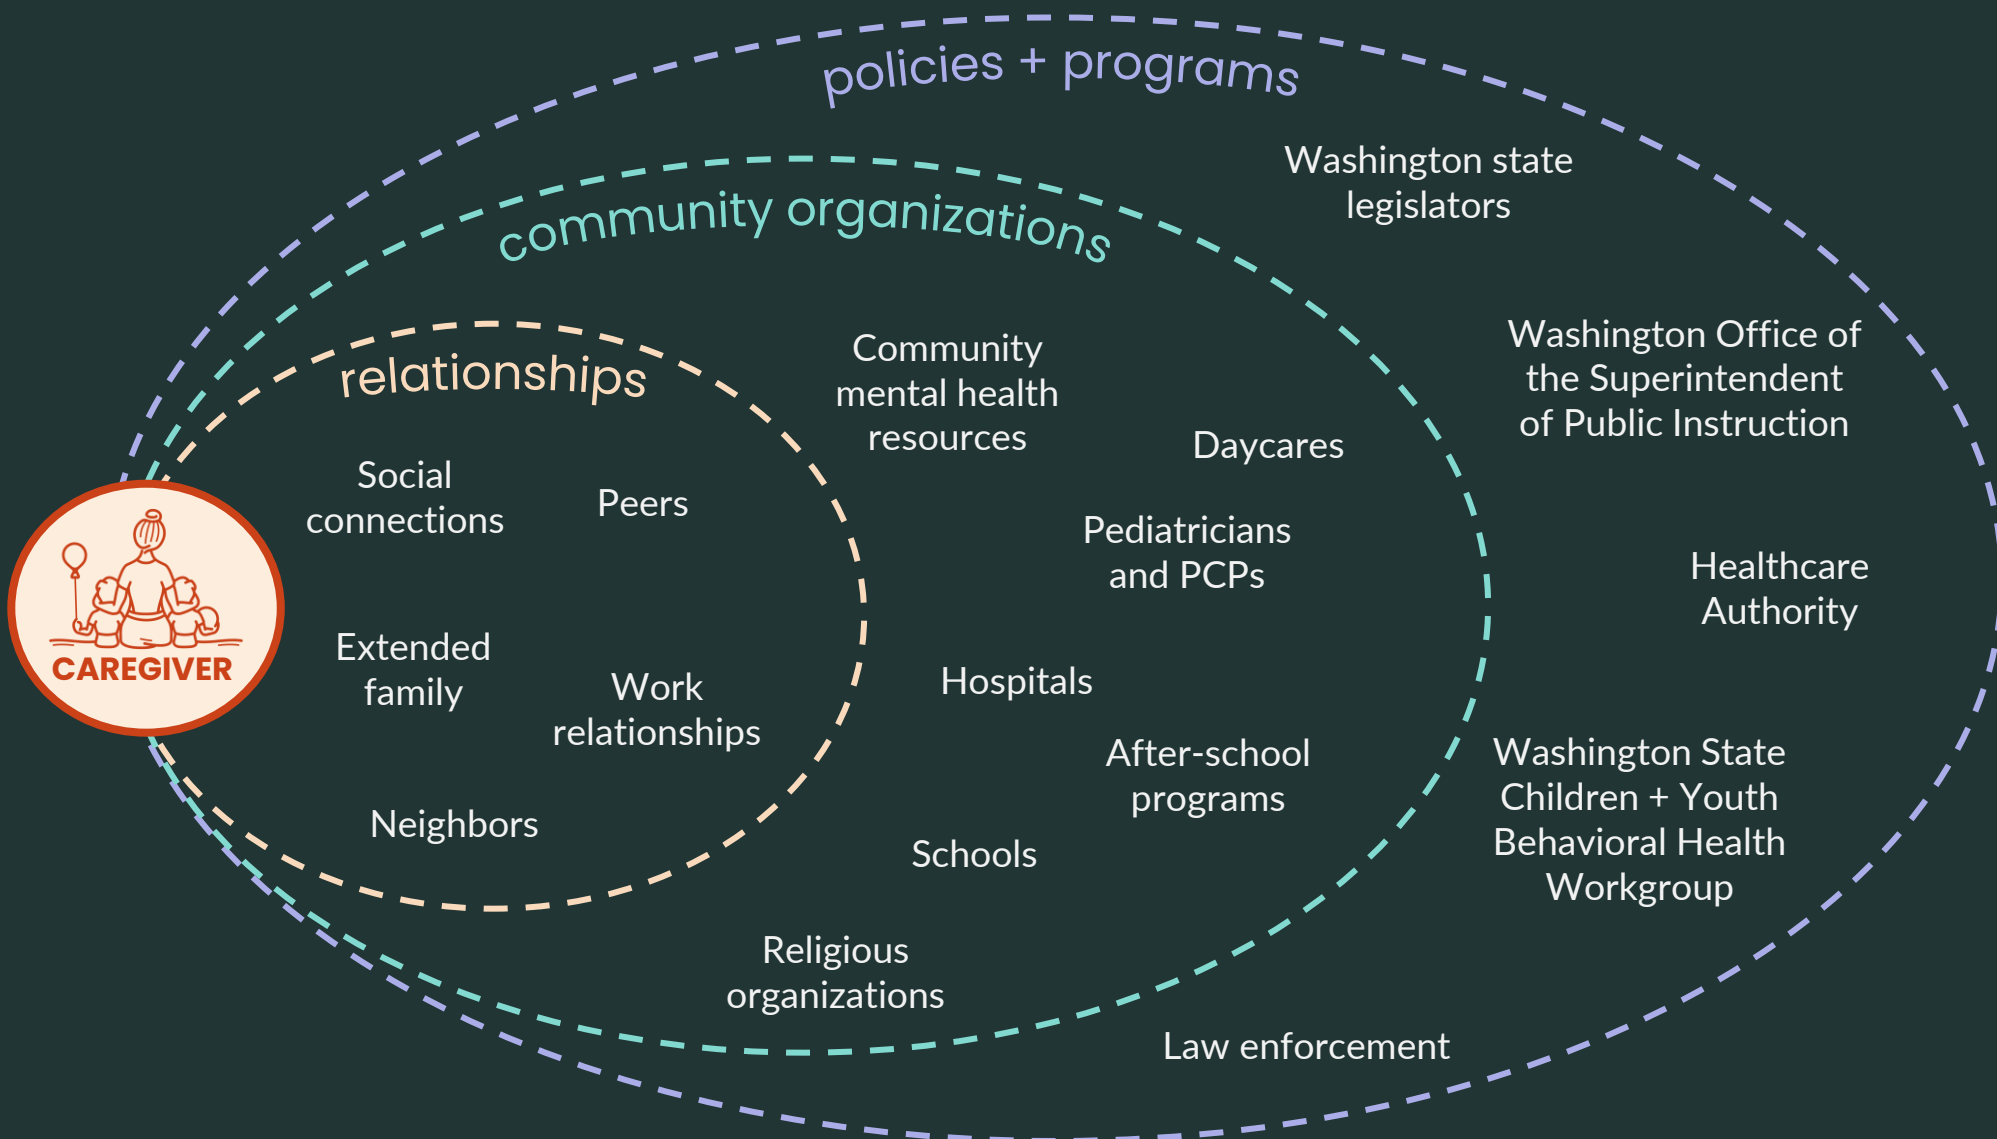 policies + programs
Washington state
legislators
community organizations
Washington Office of
the Superintendent
of Public Instruction
Community
mental health
resources
relationships
Daycares
Social
connections
Peers
Pediatricians
and PCPs
Healthcare
Authority
CAREGIVER
Extended
family
Work
relationships
Hospitals
After-school
programs
Washington State
Children + Youth
Behavioral Health
Workgroup
Neighbors
Schools
Religious
organizations
Law enforcement